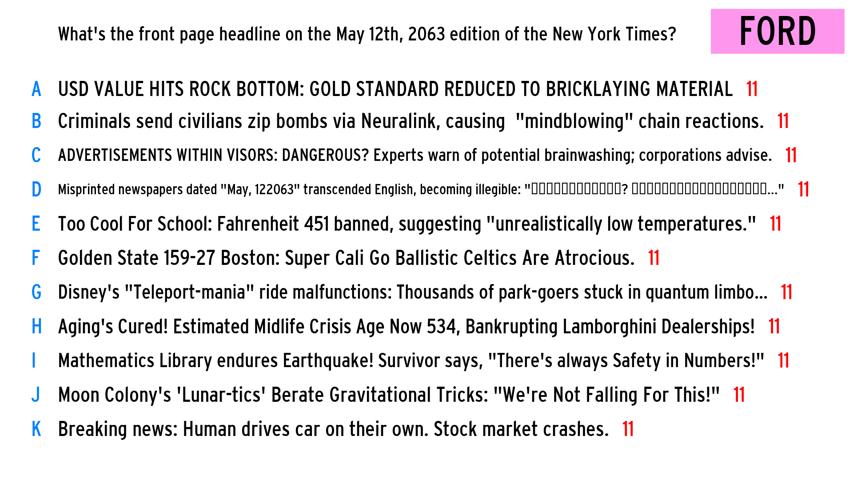 What's the front page headline on the May 12th, 2063 edition of the New York Times?
FORD
A USD VALUE HITS ROCK BOTTOM: GOLD STANDARD REDUCED TO BRICKLAYING MATERIAL 11
B Criminals send civilians zip bombs via Neuralink, causing "mindblowing" chain reactions. 11
C ADVERTISEMENTS WITHIN VISORS: DANGEROUS? Experts warn of potential brainwashing; corporations advise. 11
D Misprinted newspapers dated "May, 122063" transcended English, becoming illegible: "▯▯▯▯▯▯▯▯▯▯▯▯▯? ▯▯▯▯▯▯▯▯▯▯▯▯▯▯▯▯▯▯▯..." 11
E Too Cool For School: Fahrenheit 451 banned, suggesting "unrealistically low temperatures." 11
F Golden State 159-27 Boston: Super Cali Go Ballistic Celtics Are Atrocious. 11
G Disney's "Teleport-mania" ride malfunctions: Thousands of park-goers stuck in quantum limbo... 11
H Aging's Cured! Estimated Midlife Crisis Age Now 534, Bankrupting Lamborghini Dealerships! 11
I Mathematics Library endures Earthquake! Survivor says, "There's always Safety in Numbers!" 11
J Moon Colony's 'Lunar-tics' Berate Gravitational Tricks: "We're Not Falling For This!" 11
K Breaking news: Human drives car on their own. Stock market crashes. 11